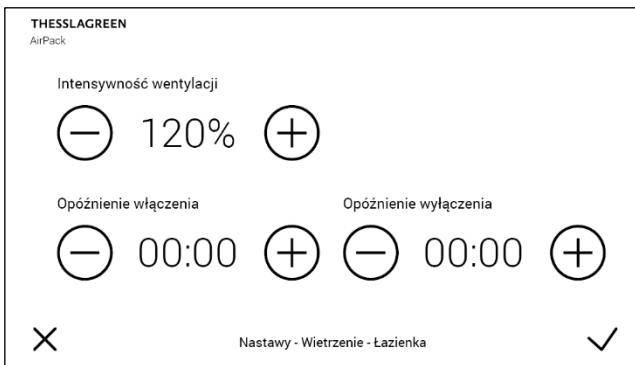 THESSLAGREEN
AirPack
Intensywność wentylacji
120%
Opóźnienie włączenia
Opóźnienie wyłączenia
00:00
00:00
Nastawy - Wietrzenie - Łazienka